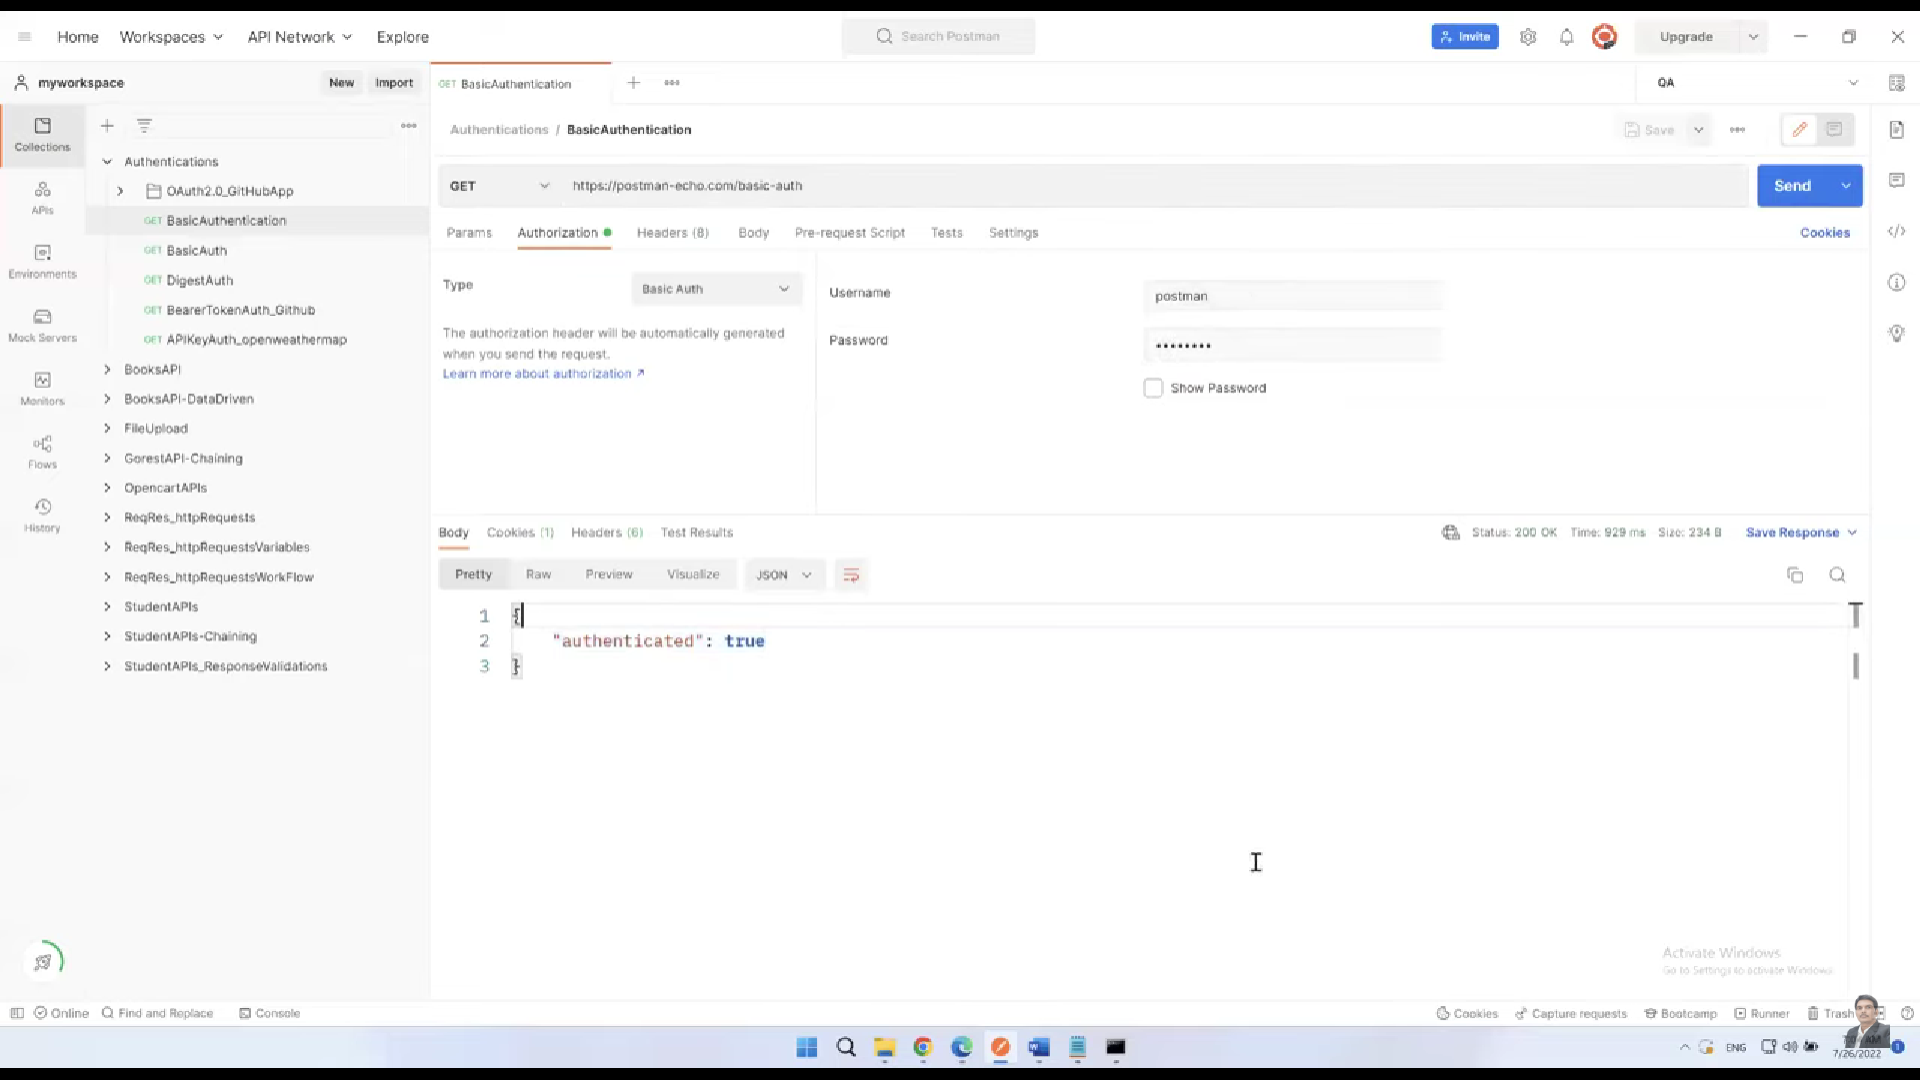 Home Workspaces API Network Explore Search Postman Invite Upgrade
myworkspace New Import GET BasicAuthentication QA
Authentications / BasicAuthentication Save
Collections
APIs
Environments
Mock Servers
Monitors
Flows
History
Authentications
OAuth2.0_GitHubApp
GET BasicAuthentication
GET BasicAuth
GET DigestAuth
GET BearerTokenAuth_Github
GET APIKeyAuth_openweathermap
BooksAPI
BooksAPI-DataDriven
FileUpload
GorestAPI-Chaining
OpencartAPIs
ReqRes_httpRequests
ReqRes_httpRequestsVariables
ReqRes_httpRequestsWorkFlow
StudentAPIs
StudentAPIs-Chaining
StudentAPIs_ResponseValidations
GET https://postman-echo.com/basic-auth Send
Params Authorization Headers (8) Body Pre-request Script Tests Settings Cookies
Type Basic Auth
The authorization header will be automatically generated
when you send the request.
Learn more about authorization ↗
Username postman
Password ••••••••
Show Password
Body Cookies (1) Headers (6) Test Results Status: 200 OK Time: 929 ms Size: 234 B Save Response
Pretty Raw Preview Visualize JSON
1 {
2 "authenticated": true
3 }
Activate Windows
Go to Settings to activate Windows.
Online Find and Replace Console Cookies Capture requests Bootcamp Runner Trash
ENG
7/26/2022 1